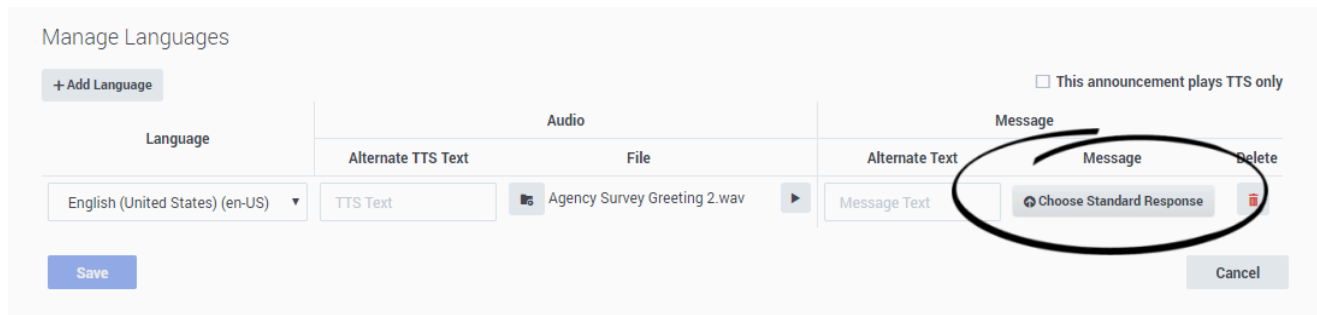 Manage Languages
+ Add Language
This announcement plays TTS only
Language
Audio
Message
Alternate TTS Text
File
Alternate Text
Message
Delete
English (United States) (en-US)
TTS Text
Agency Survey Greeting 2.wav
Message Text
Choose Standard Response
Save
Cancel